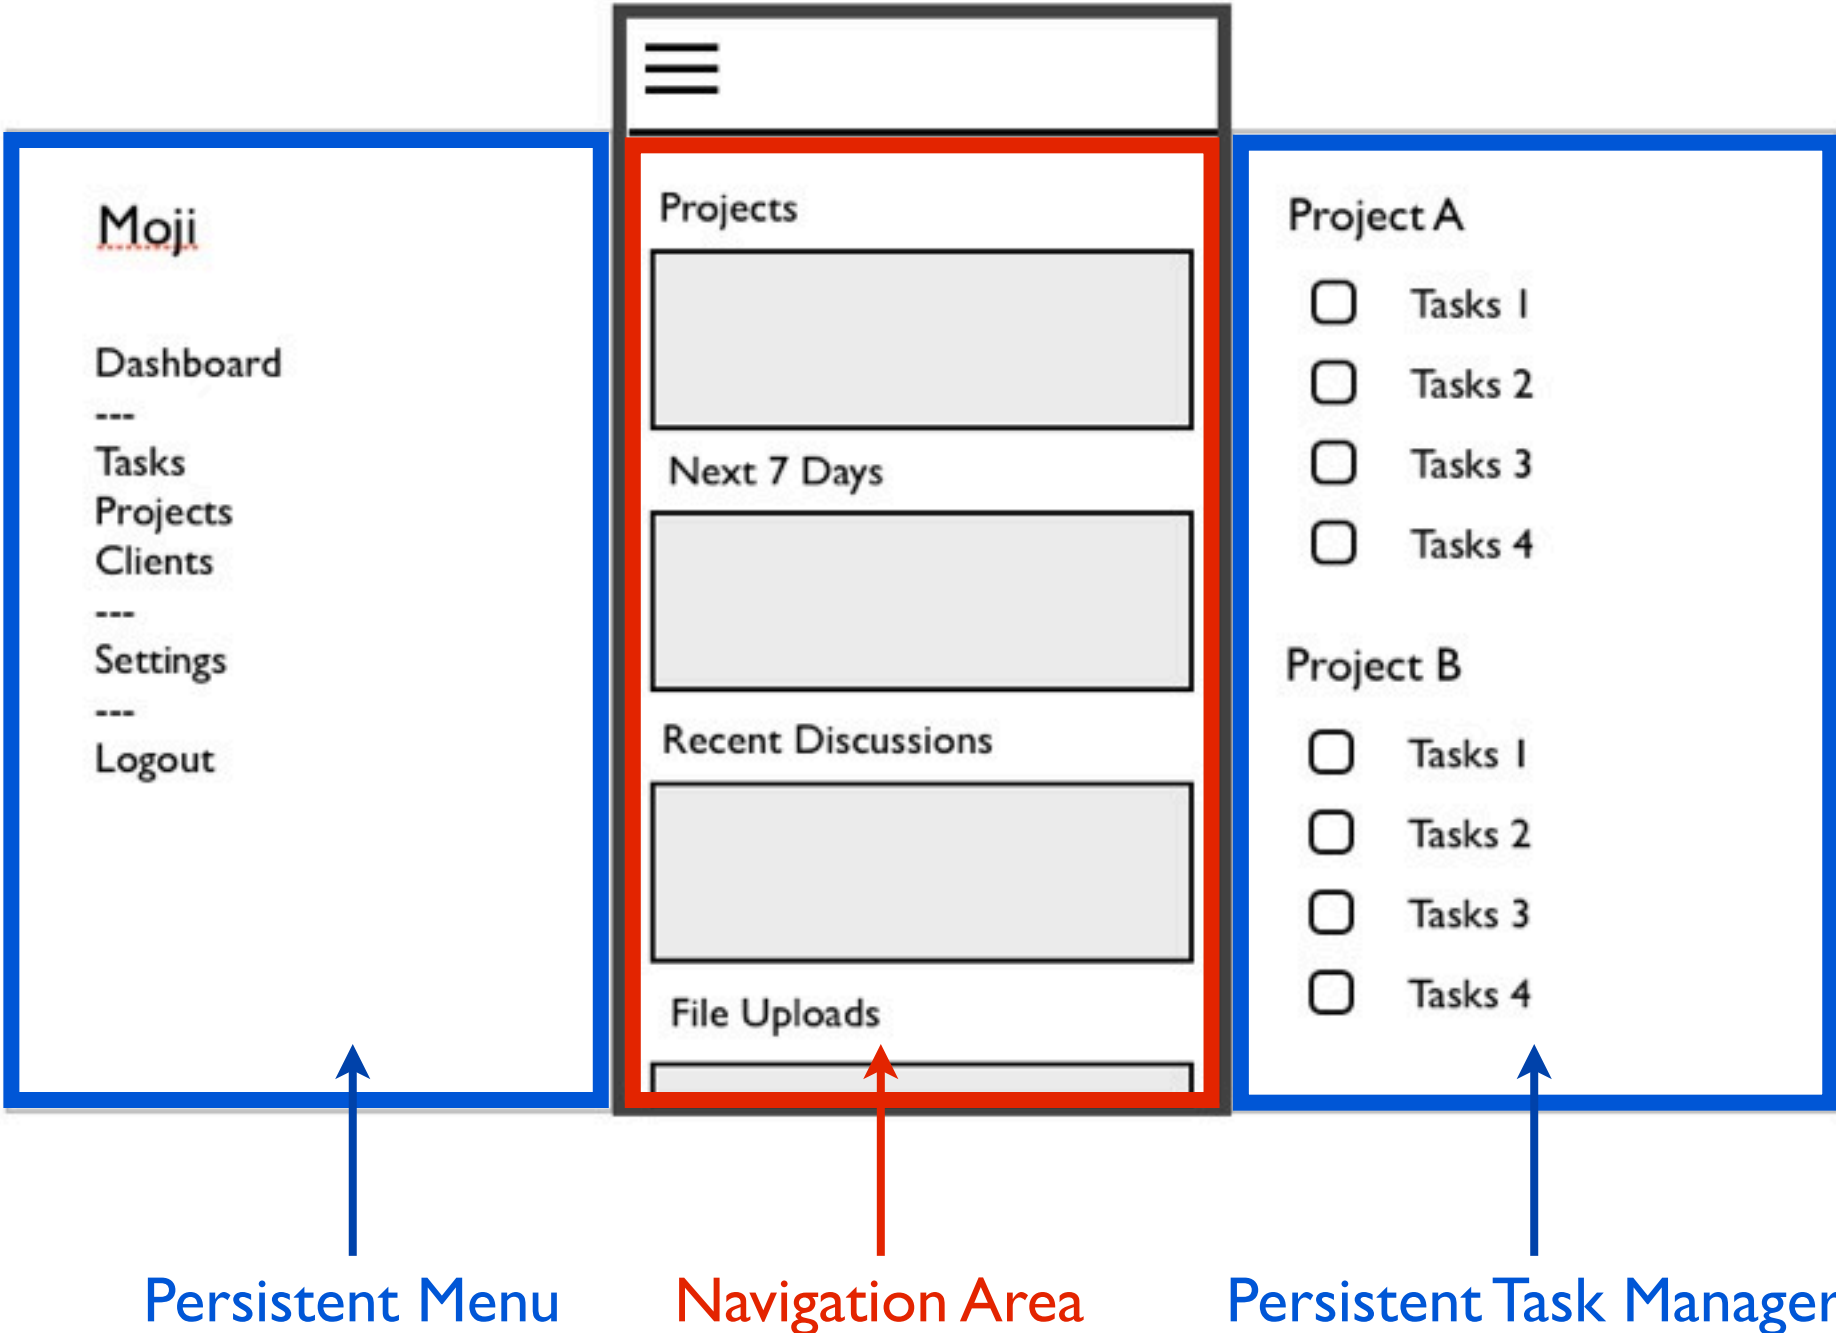 Moji
Dashboard
---
Tasks
Projects
Clients
---
Settings
---
Logout
Projects
Next 7 Days
Recent Discussions
File Uploads
Project A
Tasks 1
Tasks 2
Tasks 3
Tasks 4
Project B
Tasks 1
Tasks 2
Tasks 3
Tasks 4
Persistent Menu
Navigation Area
Persistent Task Manager